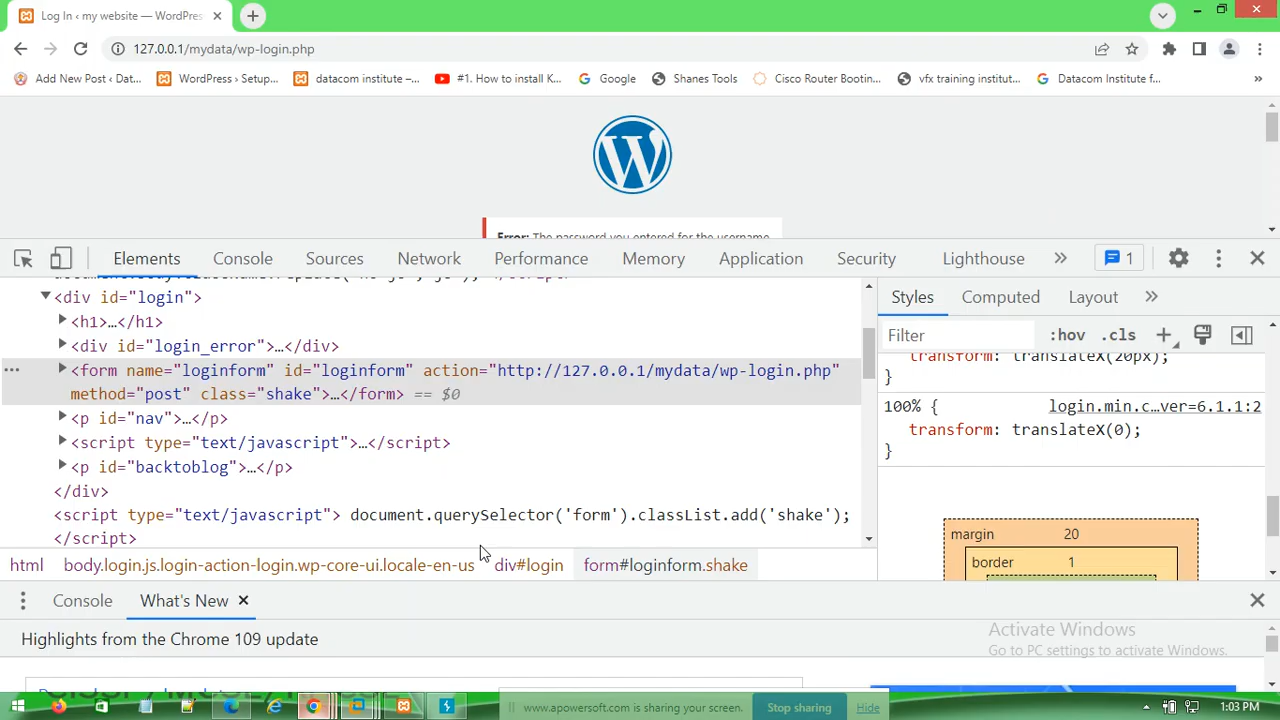 Log In ‹ my website — WordPres
127.0.0.1/mydata/wp-login.php
Add New Post ‹ Dat...
WordPress › Setup...
datacom institute –...
#1. How to install K...
Google
Shanes Tools
Cisco Router Bootin...
vfx training institut...
Datacom Institute f...
»
W
Error: The password you entered for the username
Elements
Console
Sources
Network
Performance
Memory
Application
Security
Lighthouse
»
1
<div id="login">
<h1>…</h1>
<div id="login_error">…</div>
<form name="loginform" id="loginform" action="http://127.0.0.1/mydata/wp-login.php"
method="post" class="shake">…</form> == $0
<p id="nav">…</p>
<script type="text/javascript">…</script>
<p id="backtoblog">…</p>
</div>
<script type="text/javascript"> document.querySelector('form').classList.add('shake');
</script>
html
body.login.js.login-action-login.wp-core-ui.locale-en-us
div#login
form#loginform.shake
Styles
Computed
Layout
»
Filter
:hov
.cls
transform: translateX(20px);
}
100% {
login.min.c…ver=6.1.1:2
transform: translateX(0);
}
margin
20
border
1
Console
What's New
Highlights from the Chrome 109 update
Activate Windows
Go to PC settings to activate Windows.
www.apowersoft.com is sharing your screen.
Stop sharing
Hide
1:03 PM